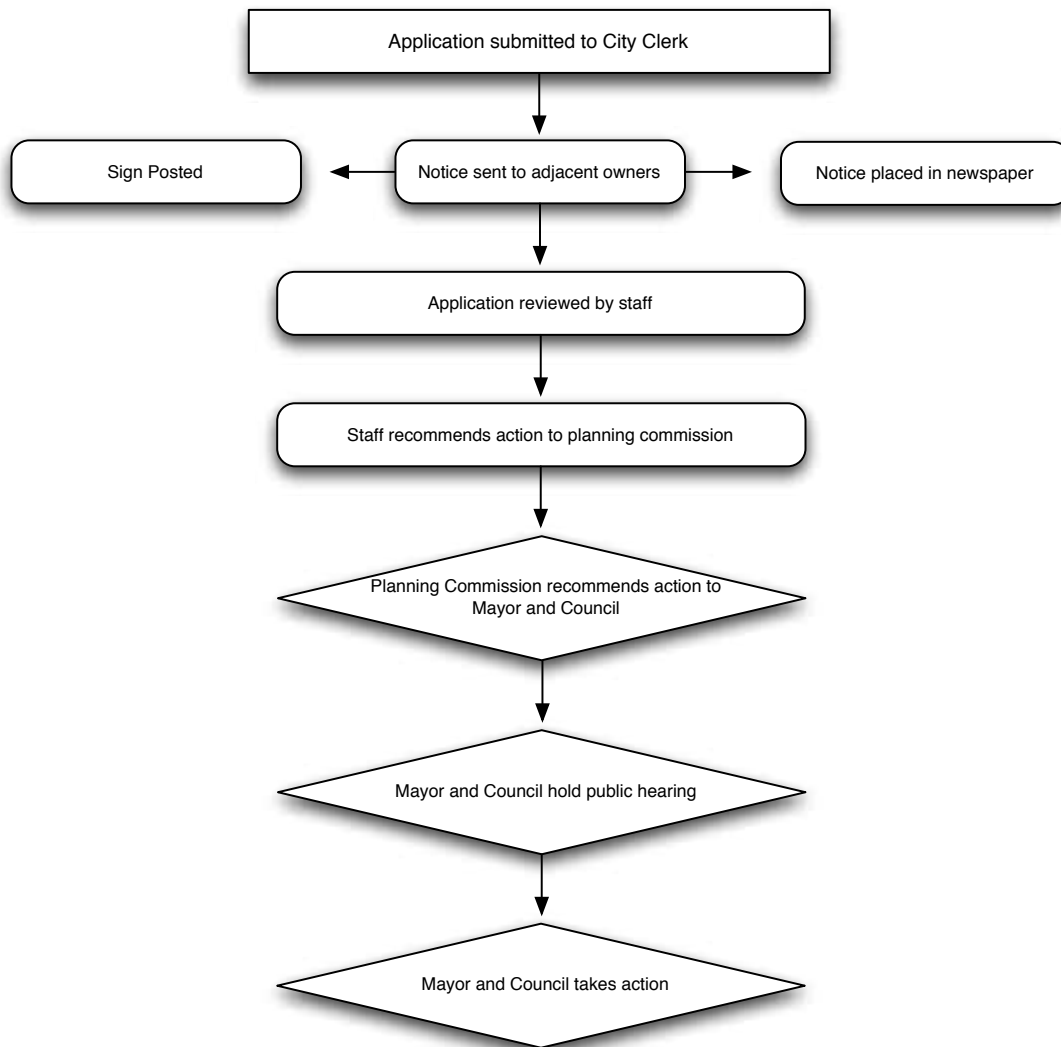 Application submitted to City Clerk
Sign Posted
Notice sent to adjacent owners
Notice placed in newspaper
Application reviewed by staff
Staff recommends action to planning commission
Planning Commission recommends action to
Mayor and Council
Mayor and Council hold public hearing
Mayor and Council takes action